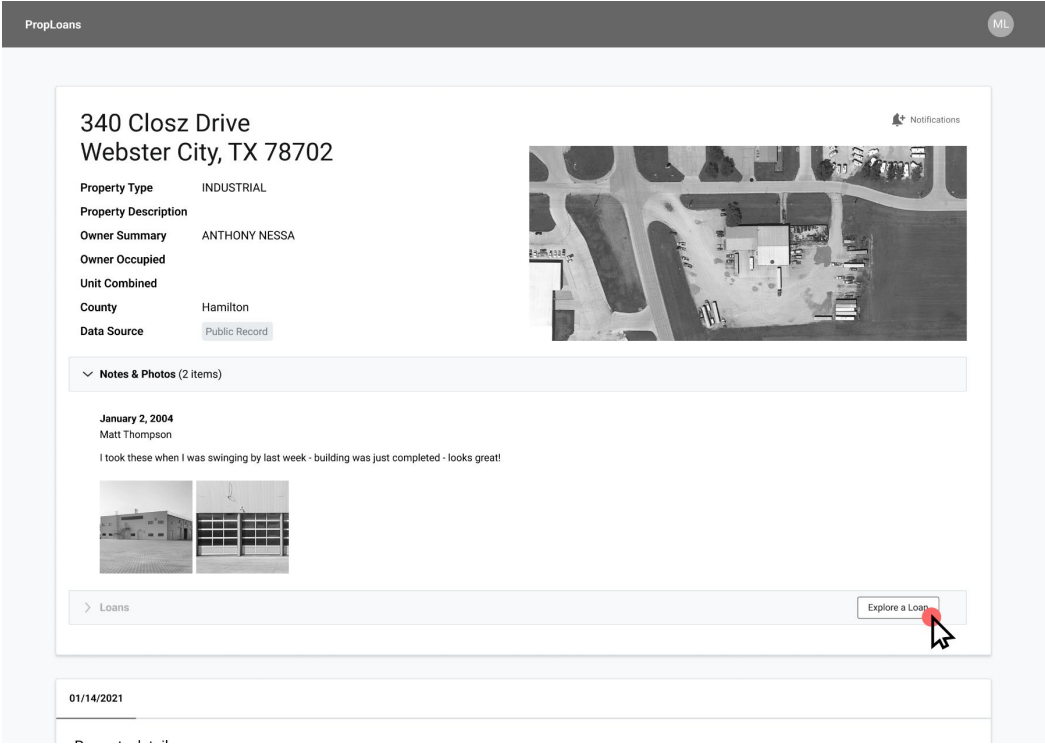 PropLoans
ML
340 Closz Drive
Webster City, TX 78702
Notifications
Property Type INDUSTRIAL
Property Description
Owner Summary ANTHONY NESSA
Owner Occupied
Unit Combined
County Hamilton
Data Source Public Record
Notes & Photos (2 items)
January 2, 2004
Matt Thompson
I took these when I was swinging by last week - building was just completed - looks great!
Loans
Explore a Loan
01/14/2021